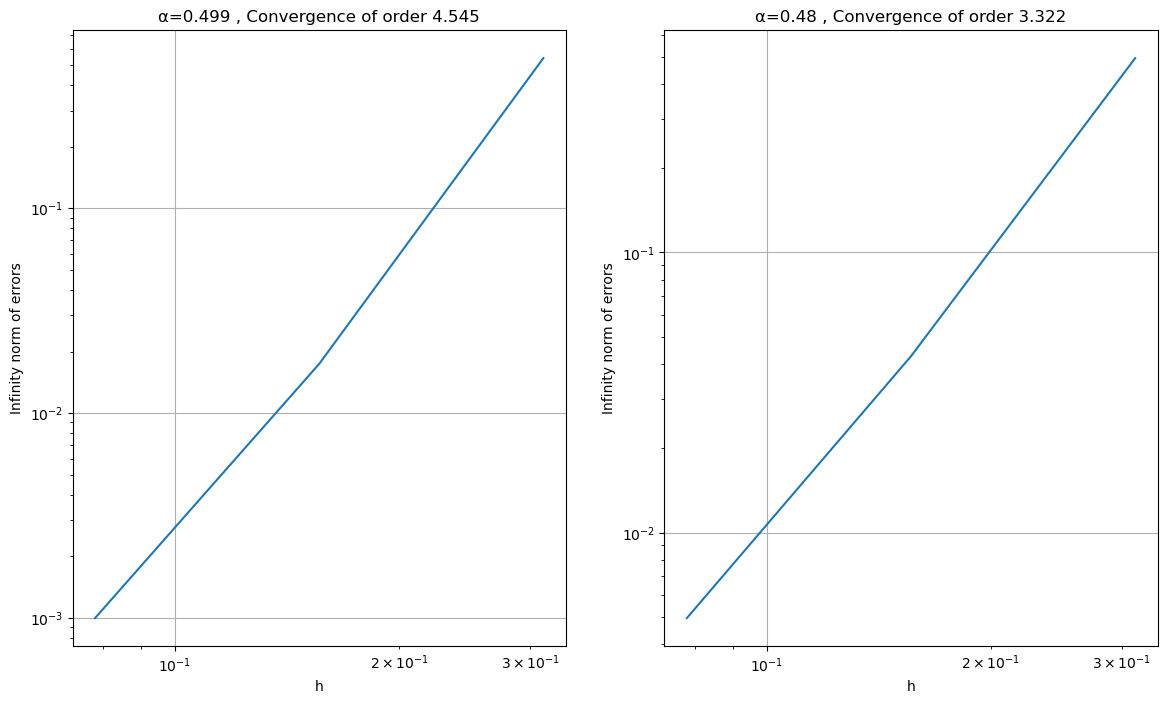 α=0.499 , Convergence of order 4.545
Infinity norm of errors
10⁻¹
10⁻²
10⁻³
10⁻¹
2 × 10⁻¹
3 × 10⁻¹
h
α=0.48 , Convergence of order 3.322
Infinity norm of errors
10⁻¹
10⁻²
10⁻¹
2 × 10⁻¹
3 × 10⁻¹
h